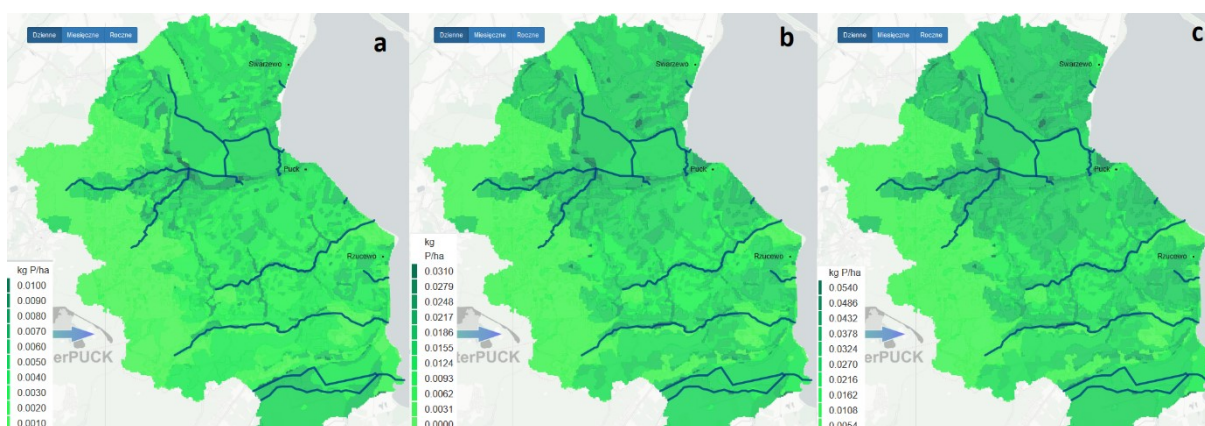 Dzienne Miesięczne Roczne
a
Swarzewo
Puck
Rzucewo
kg P/ha
0.0100
0.0090
0.0080
0.0070
0.0060
0.0050
0.0040
0.0030
0.0020
0.0010
terPUCK
Dzienne Miesięczne Roczne
b
Swarzewo
Puck
Rzucewo
kg
P/ha
0.0310
0.0279
0.0248
0.0217
0.0186
0.0155
0.0124
0.0093
0.0062
0.0031
0.0000
terPUCK
Dzienne Miesięczne Roczne
c
Swarzewo
Puck
Rzucewo
kg P/ha
0.0540
0.0486
0.0432
0.0378
0.0324
0.0270
0.0216
0.0162
0.0108
0.0054
terPUCK